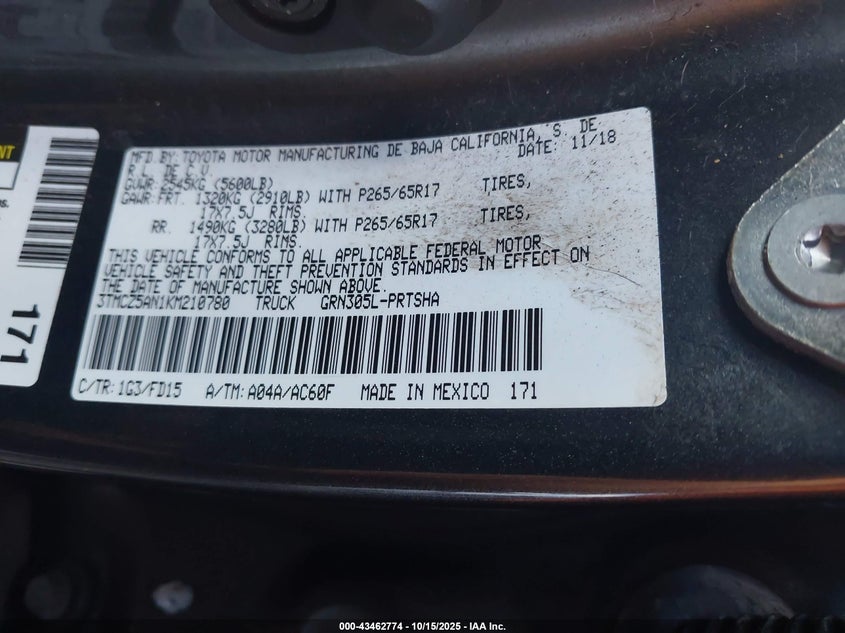 NT
ns.
r
171
MFD.BY: TOYOTA MOTOR MANUFACTURING DE BAJA CALIFORNIA, S. DE
R L. DE C.V. DATE: 11/18
GVWR: 2545KG (5600LB)
GAWR:FRT. 1320KG (2910LB) WITH P265/65R17 TIRES,
17X7.5J RIMS.
RR. 1490KG (3280LB) WITH P265/65R17 TIRES,
17X7.5J RIMS.
THIS VEHICLE CONFORMS TO ALL APPLICABLE FEDERAL MOTOR
VEHICLE SAFETY AND THEFT PREVENTION STANDARDS IN EFFECT ON
THE DATE OF MANUFACTURE SHOWN ABOVE.
3TMCZ5AN1KM210780 TRUCK GRN305L-PRTSHA
C/TR:1G3/FD15 A/TM:A04A/AC60F MADE IN MEXICO 171
000-43462774 - 10/15/2025 - IAA Inc.